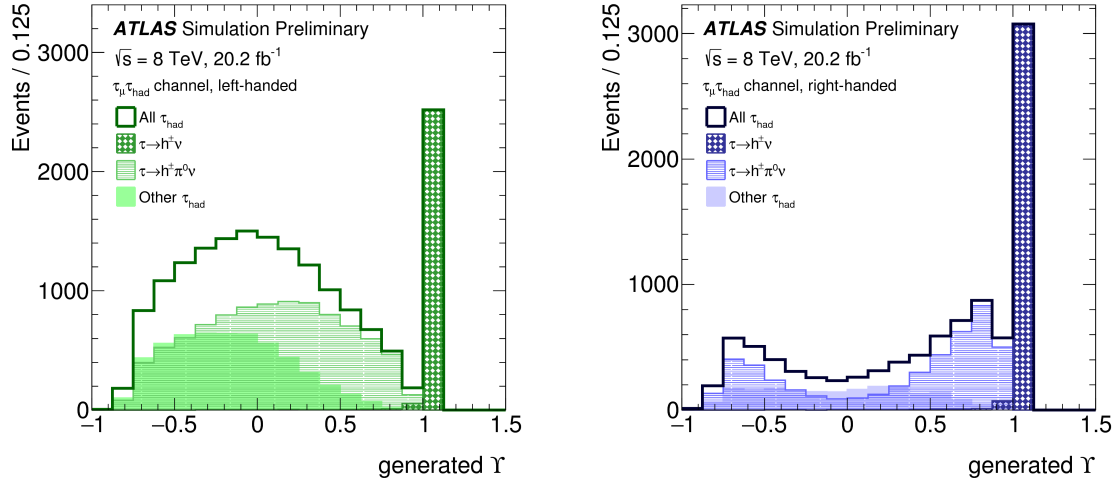 Events / 0.125
ATLAS Simulation Preliminary
√s = 8 TeV, 20.2 fb⁻¹
τμτhad channel, left-handed
All τhad
τ→h±ν
τ→h±π⁰ν
Other τhad
3000
2000
1000
0
−1 −0.5 0 0.5 1 1.5
generated ϒ
Events / 0.125
ATLAS Simulation Preliminary
√s = 8 TeV, 20.2 fb⁻¹
τμτhad channel, right-handed
All τhad
τ→h±ν
τ→h±π⁰ν
Other τhad
3000
2000
1000
0
−1 −0.5 0 0.5 1 1.5
generated ϒ